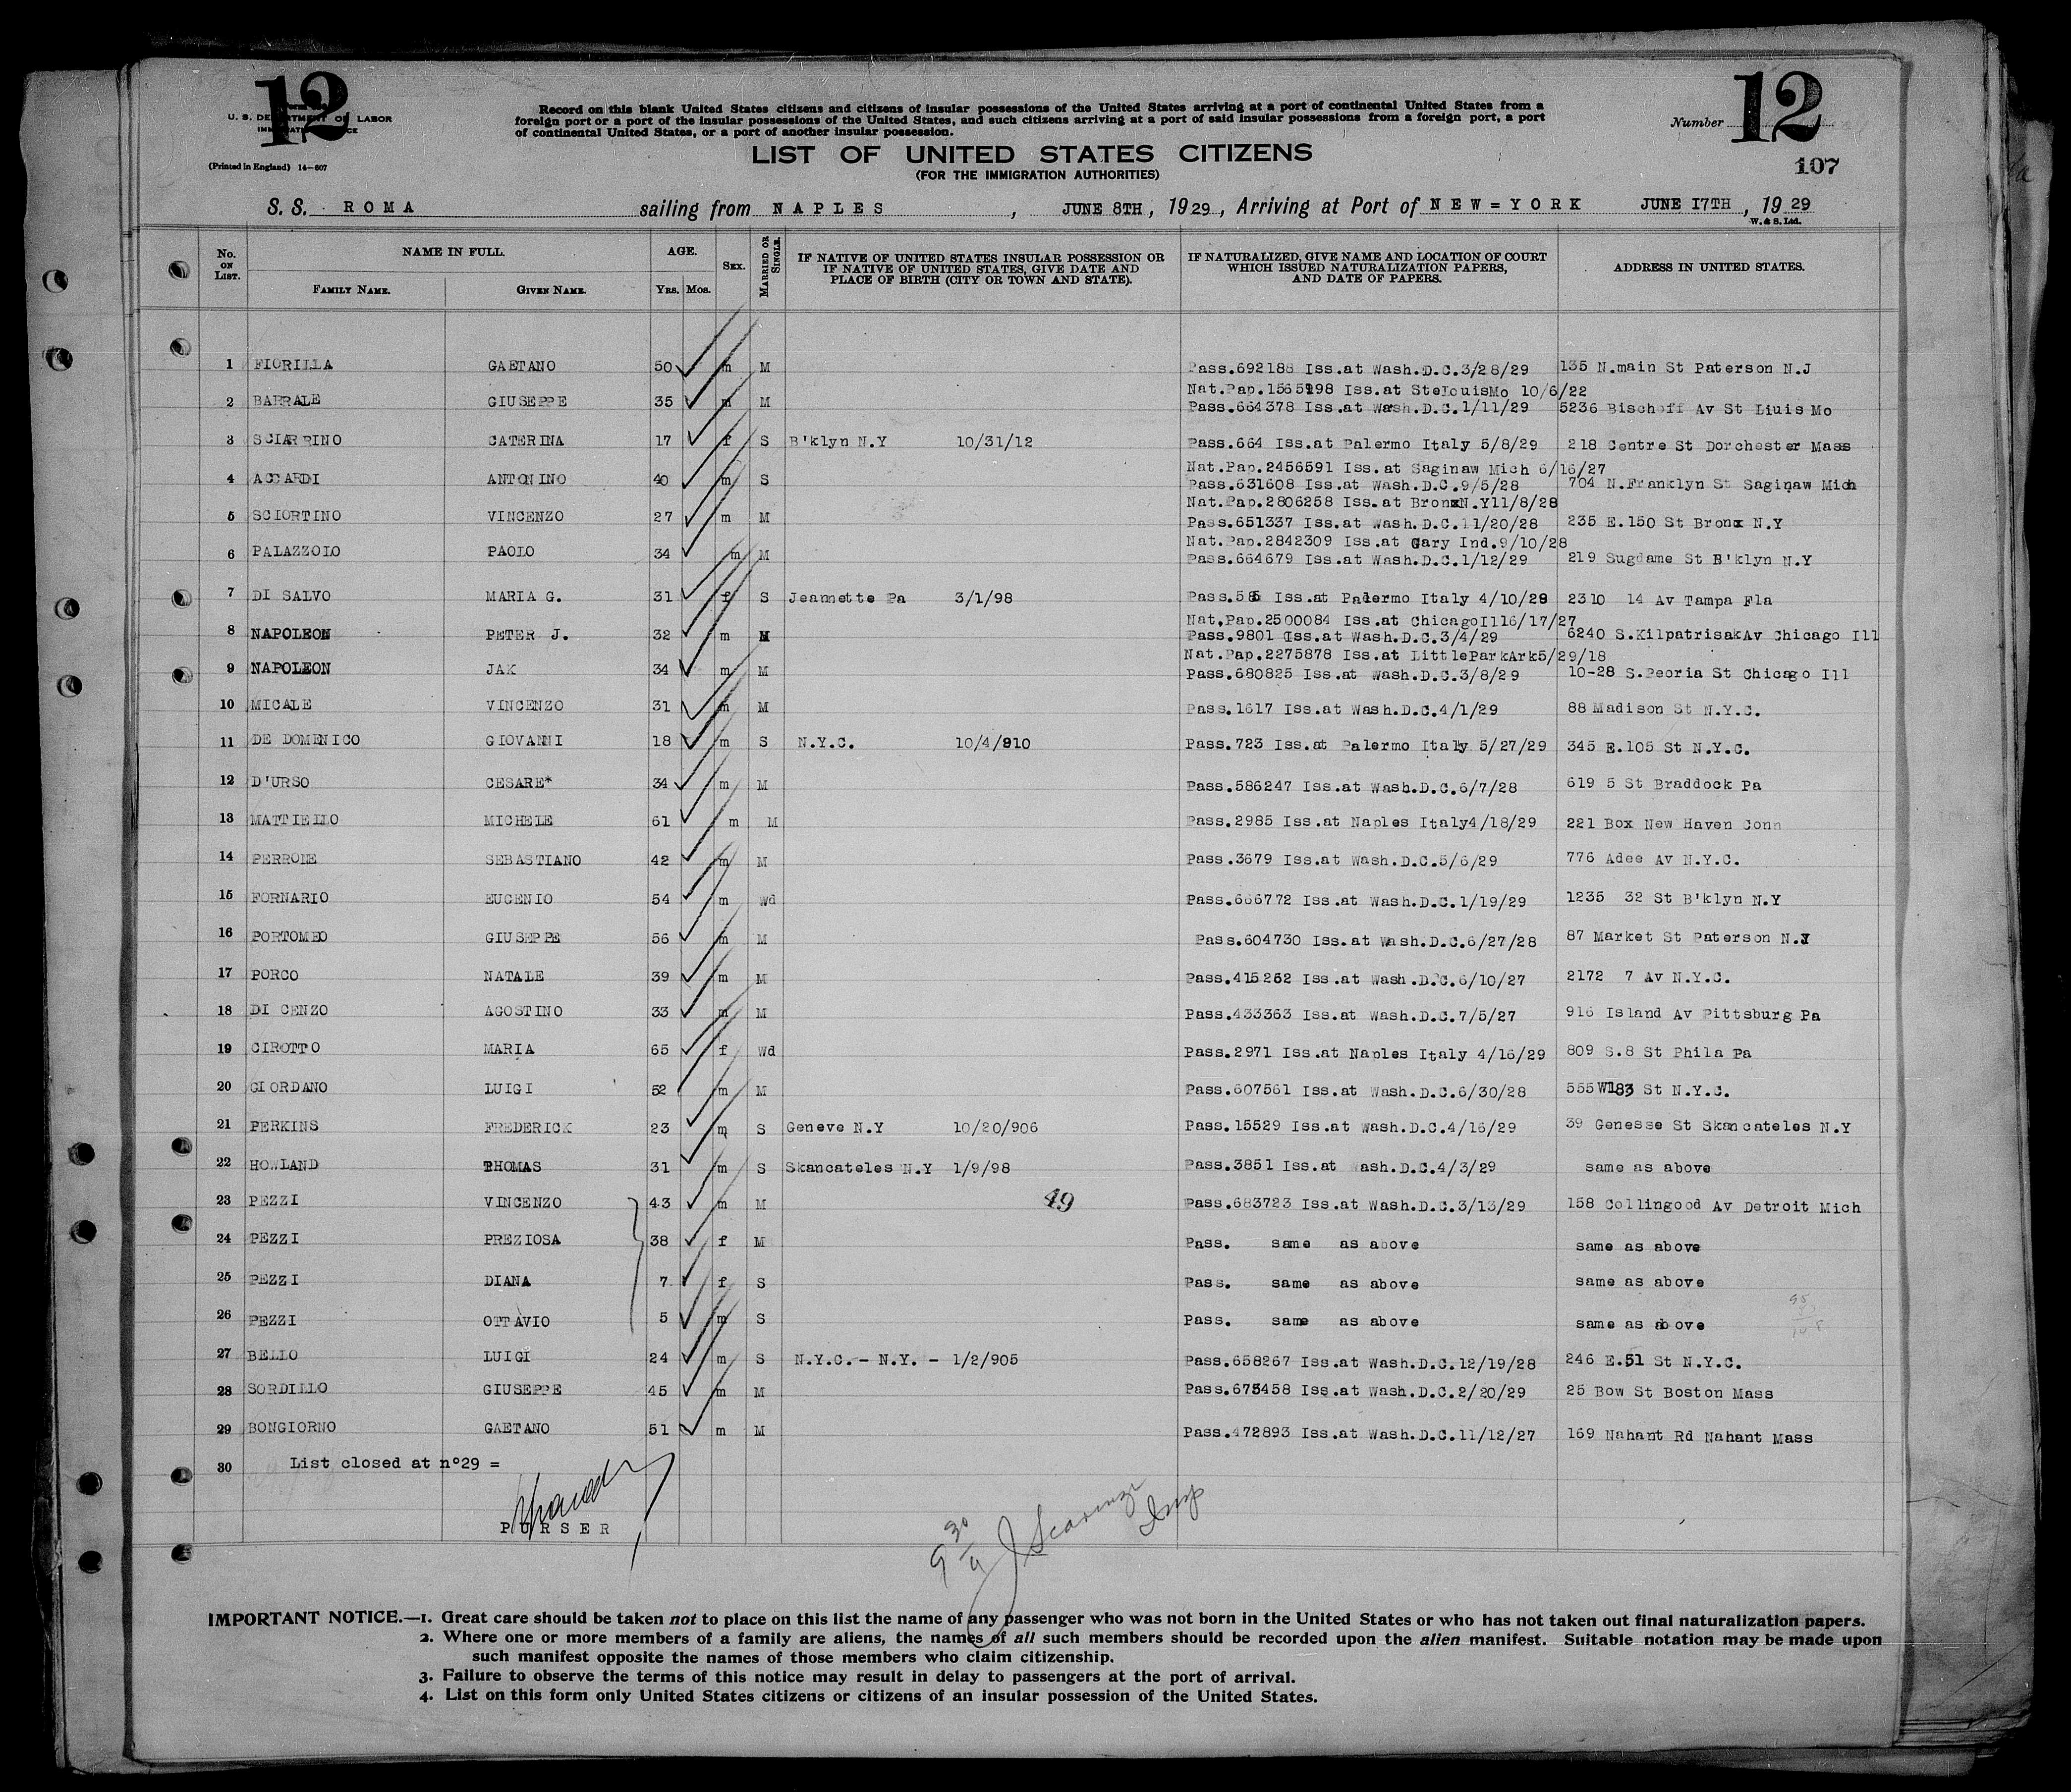 12
12
U. S. DEPARTMENT OF LABOR
(Printed in England) 14—607
Record on this blank United States citizens and citizens of insular possessions of the United States arriving at a port of continental United States from a
foreign port or a port of the insular possessions of the United States, and such citizens arriving at a port of said insular possessions from a foreign port, a port
of continental United States, or a port of another insular possession.
Number
107
LIST OF UNITED STATES CITIZENS
(FOR THE IMMIGRATION AUTHORITIES)
S. S. ROMA sailing from NAPLES, JUNE 8TH, 1929, Arriving at Port of NEW=YORK JUNE 17TH, 1929
W. & S. Ltd.
No. ON LIST. NAME IN FULL. AGE. SEX. MARRIED OR SINGLE. IF NATIVE OF UNITED STATES INSULAR POSSESSION OR IF NATIVE OF UNITED STATES, GIVE DATE AND PLACE OF BIRTH (CITY OR TOWN AND STATE). IF NATURALIZED, GIVE NAME AND LOCATION OF COURT WHICH ISSUED NATURALIZATION PAPERS, AND DATE OF PAPERS. ADDRESS IN UNITED STATES.
FAMILY NAME. GIVEN NAME. YRS. MOS.
1 FIORILLA GAETANO 50 m M Pass.692188 Iss.at Wash.D.C.3/28/29 135 N.main St Paterson N.J
Nat.Pap.1565198 Iss.at SteIouisMo 10/6/22
2 BARRALE GIUSEPPE 35 m M Pass.664378 Iss.at Wash.D.C.1/11/29 5236 Bischoff Av St Liuis Mo
3 SCIARRINO CATERINA 17 f S B'klyn N.Y 10/31/12 Pass.664 Iss.at Palermo Italy 5/8/29 218 Centre St Dorchester Mass
Nat.Pap.2456591 Iss.at Saginaw Mich 6/16/27
4 ACCARDI ANTONINO 40 m S Pass.631608 Iss.at Wash.D.C.9/5/28 704 N.Franklyn St Saginaw Mich
Nat.Pap.2806258 Iss.at BronxN.Y11/8/28
5 SCIORTINO VINCENZO 27 m M Pass.651337 Iss.at Wash.D.C.11/20/28 235 E.150 St Bronx N.Y
Nat.Pap.2842309 Iss.at Gary Ind.9/10/28
6 PALAZZOLO PAOLO 34 m M Pass.664679 Iss.at Wash.D.C.1/12/29 219 Sugdame St B'klyn N.Y
7 DI SALVO MARIA G. 31 f S Jeannette Pa 3/1/98 Pass. Iss.at Palermo Italy 4/10/29 2310 14 Av Tampa Fla
Nat.Pap.2500084 Iss.at ChicagoIll6/17/27
8 NAPOLEON PETER J. 32 m M Pass.9801 Iss.at Wash.D.C.3/4/29 6240 S.KilpatrisakAv Chicago Ill
Nat.Pap.2275878 Iss.at LittleParkArk5/29/18
9 NAPOLEON JAK 34 m M Pass.680825 Iss.at Wash.D.C.3/8/29 10-28 S.Peoria St Chicago Ill
10 MICALE VINCENZO 31 m M Pass.1617 Iss.at Wash.D.C.4/1/29 88 Madison St N.Y.C.
11 DE DOMENICO GIOVANNI 18 m S N.Y.C. 10/4/910 Pass.723 Iss.at Palermo Italy 5/27/29 345 E.105 St N.Y.C.
12 D'URSO CESARE* 34 m M Pass.586247 Iss.at Wash.D.C.6/7/28 619 5 St Braddock Pa
13 MATTIELLO MICHELE 61 m M Pass.2985 Iss.at Naples Italy4/18/29 221 Box New Haven Conn
14 PERRONE SEBASTIANO 42 m M Pass.3679 Iss.at Wash.D.C.5/6/29 776 Adee Av N.Y.C.
15 FORNARIO EUGENIO 54 m Wd Pass.666772 Iss.at Wash.D.C.1/19/29 1235 32 St B'klyn N.Y
16 PORTOMEO GIUSEPPE 56 m M Pass.604730 Iss.at Wash.D.C.6/27/28 87 Market St Paterson N.J
17 PORCO NATALE 39 m M Pass.415252 Iss.at Wash.D.C.6/10/27 2172 7 Av N.Y.C.
18 DI CENZO AGOSTINO 33 m M Pass.433363 Iss.at Wash.D.C.7/5/27 916 Island Av Pittsburg Pa
19 CIROTTO MARIA 65 f Wd Pass.2971 Iss.at Naples Italy 4/16/29 809 S.8 St Phila Pa
20 GIORDANO LUIGI 52 m M Pass.607561 Iss.at Wash.D.C.6/30/28 555W183 St N.Y.C.
21 PERKINS FREDERICK 23 m S Geneve N.Y 10/20/906 Pass.15529 Iss.at Wash.D.C.4/16/29 39 Genesse St Skancateles N.Y
22 HOWLAND THOMAS 31 m S Skancateles N.Y 1/9/98 Pass.3851 Iss.at Wash.D.C.4/3/29 same as above
23 PEZZI VINCENZO 43 m M 49 Pass.683723 Iss.at Wash.D.C.3/13/29 158 Collingood Av Detroit Mich
24 PEZZI PREZIOSA 38 f M Pass. same as above same as above
25 PEZZI DIANA 7 f S Pass. same as above same as above
26 PEZZI OTTAVIO 5 m S Pass. same as above same as above
27 BELLO LUIGI 24 m S N.Y.C. - N.Y. - 1/2/905 Pass.658267 Iss.at Wash.D.C.12/19/28 246 E.51 St N.Y.C.
28 SORDILLO GIUSEPPE 45 m M Pass.675458 Iss.at Wash.D.C.2/20/29 25 Bow St Boston Mass
29 BONGIORNO GAETANO 51 m M Pass.472893 Iss.at Wash.D.C.11/12/27 169 Nahant Rd Nahant Mass
30 List closed at n°29 =
PURSER
IMPORTANT NOTICE.—1. Great care should be taken not to place on this list the name of any passenger who was not born in the United States or who has not taken out final naturalization papers.
2. Where one or more members of a family are aliens, the names of all such members should be recorded upon the alien manifest. Suitable notation may be made upon
such manifest opposite the names of those members who claim citizenship.
3. Failure to observe the terms of this notice may result in delay to passengers at the port of arrival.
4. List on this form only United States citizens or citizens of an insular possession of the United States.